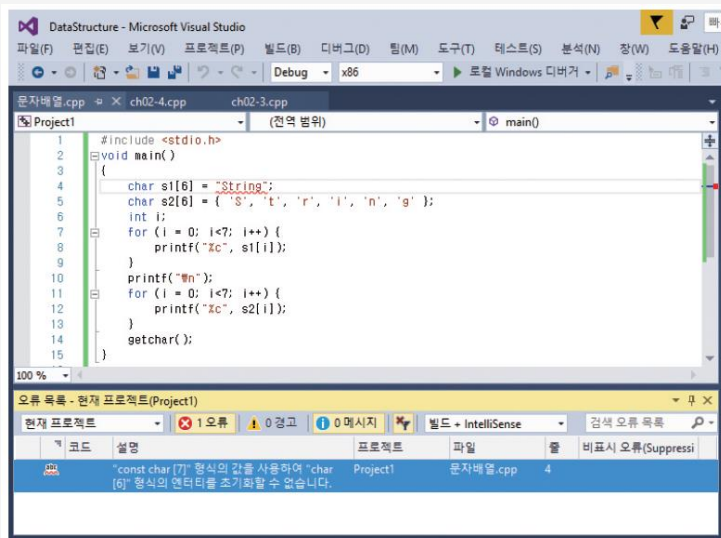 DataStructure - Microsoft Visual Studio
파일(F) 편집(E) 보기(V) 프로젝트(P) 빌드(B) 디버그(D) 팀(M) 도구(T) 테스트(S) 분석(N) 창(W) 도움말(H)
Debug x86 로컬 Windows 디버거
문자배열.cpp ch02-4.cpp ch02-3.cpp
Project1 (전역 범위) main()
1 #include <stdio.h>
2 void main()
3 {
4 char s1[6] = "String";
5 char s2[6] = { 'S', 't', 'r', 'i', 'n', 'g' };
6 int i;
7 for (i = 0; i<7; i++) {
8 printf("%c", s1[i]);
9 }
10 printf("₩n");
11 for (i = 0; i<7; i++) {
12 printf("%c", s2[i]);
13 }
14 getchar();
15 }
100 %
오류 목록 - 현재 프로젝트(Project1)
현재 프로젝트 1 오류 0 경고 0 메시지 빌드 + IntelliSense 검색 오류 목록
코드 설명 프로젝트 파일 줄 비표시 오류(Suppressi
"const char [7]" 형식의 값을 사용하여 "char Project1 문자배열.cpp 4
[6]" 형식의 엔터티를 초기화할 수 없습니다.